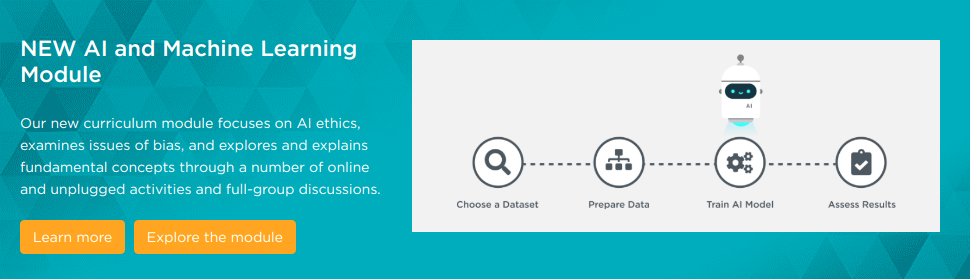 NEW AI and Machine Learning
Module
Our new curriculum module focuses on AI ethics,
examines issues of bias, and explores and explains
fundamental concepts through a number of online
and unplugged activities and full-group discussions.
Learn more
Explore the module
AI
Choose a Dataset
Prepare Data
Train AI Model
Assess Results